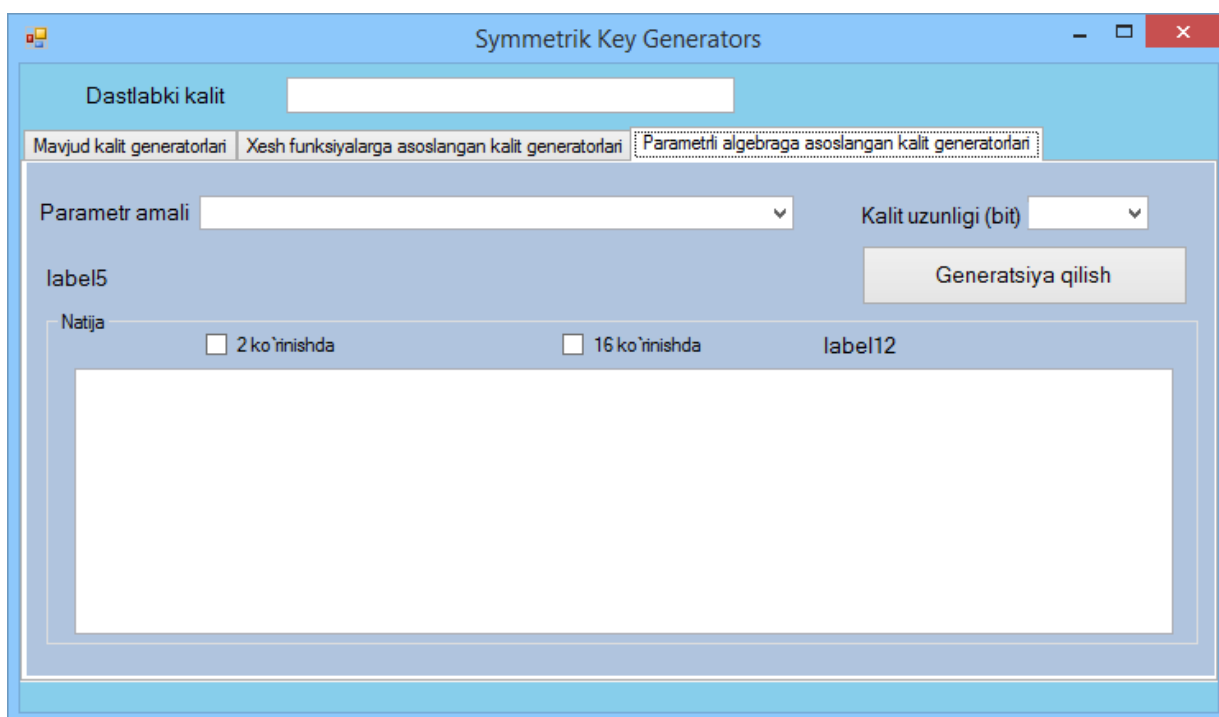 Symmetrik Key Generators
Dastlabki kalit
Mavjud kalit generatorlari Xesh funksiyalarga asoslangan kalit generatorlari Parametrli algebraga asoslangan kalit generatorlari
Parametr amali Kalit uzunligi (bit)
label5 Generatsiya qilish
Natija
2 ko`rinishda 16 ko`rinishda label12